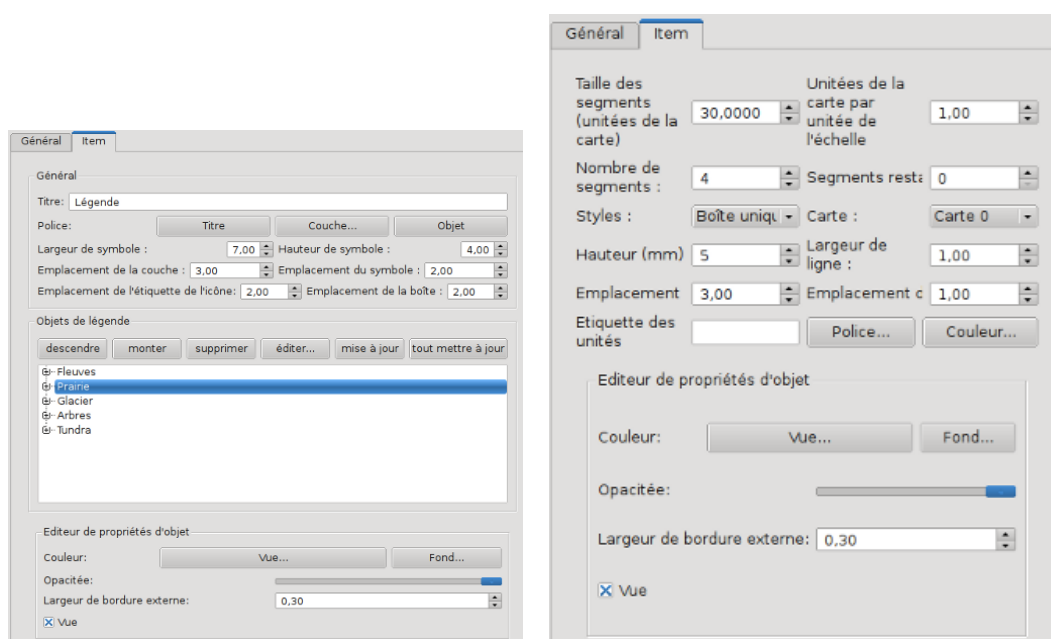 Général Item
Général
Titre: Légende
Police: Titre Couche... Objet
Largeur de symbole : 7,00 Hauteur de symbole : 4,00
Emplacement de la couche : 3,00 Emplacement du symbole : 2,00
Emplacement de l'étiquette de l'icône: 2,00 Emplacement de la boîte : 2,00
Objets de légende
descendre monter supprimer éditer... mise à jour tout mettre à jour
Fleuves
Prairie
Glacier
Arbres
Tundra
Editeur de propriétés d'objet
Couleur: Vue... Fond...
Opacitée:
Largeur de bordure externe: 0,30
Vue
Général Item
Taille des
segments
(unitées de la
carte)
30,0000
Unitées de la
carte par
unitée de
l'échelle
1,00
Nombre de
segments :
4
Segments resta 0
Styles : Boîte uniqu Carte : Carte 0
Hauteur (mm) 5
Largeur de
ligne :
1,00
Emplacement 3,00 Emplacement d 1,00
Etiquette des
unités
Police... Couleur...
Editeur de propriétés d'objet
Couleur: Vue... Fond...
Opacitée:
Largeur de bordure externe: 0,30
Vue